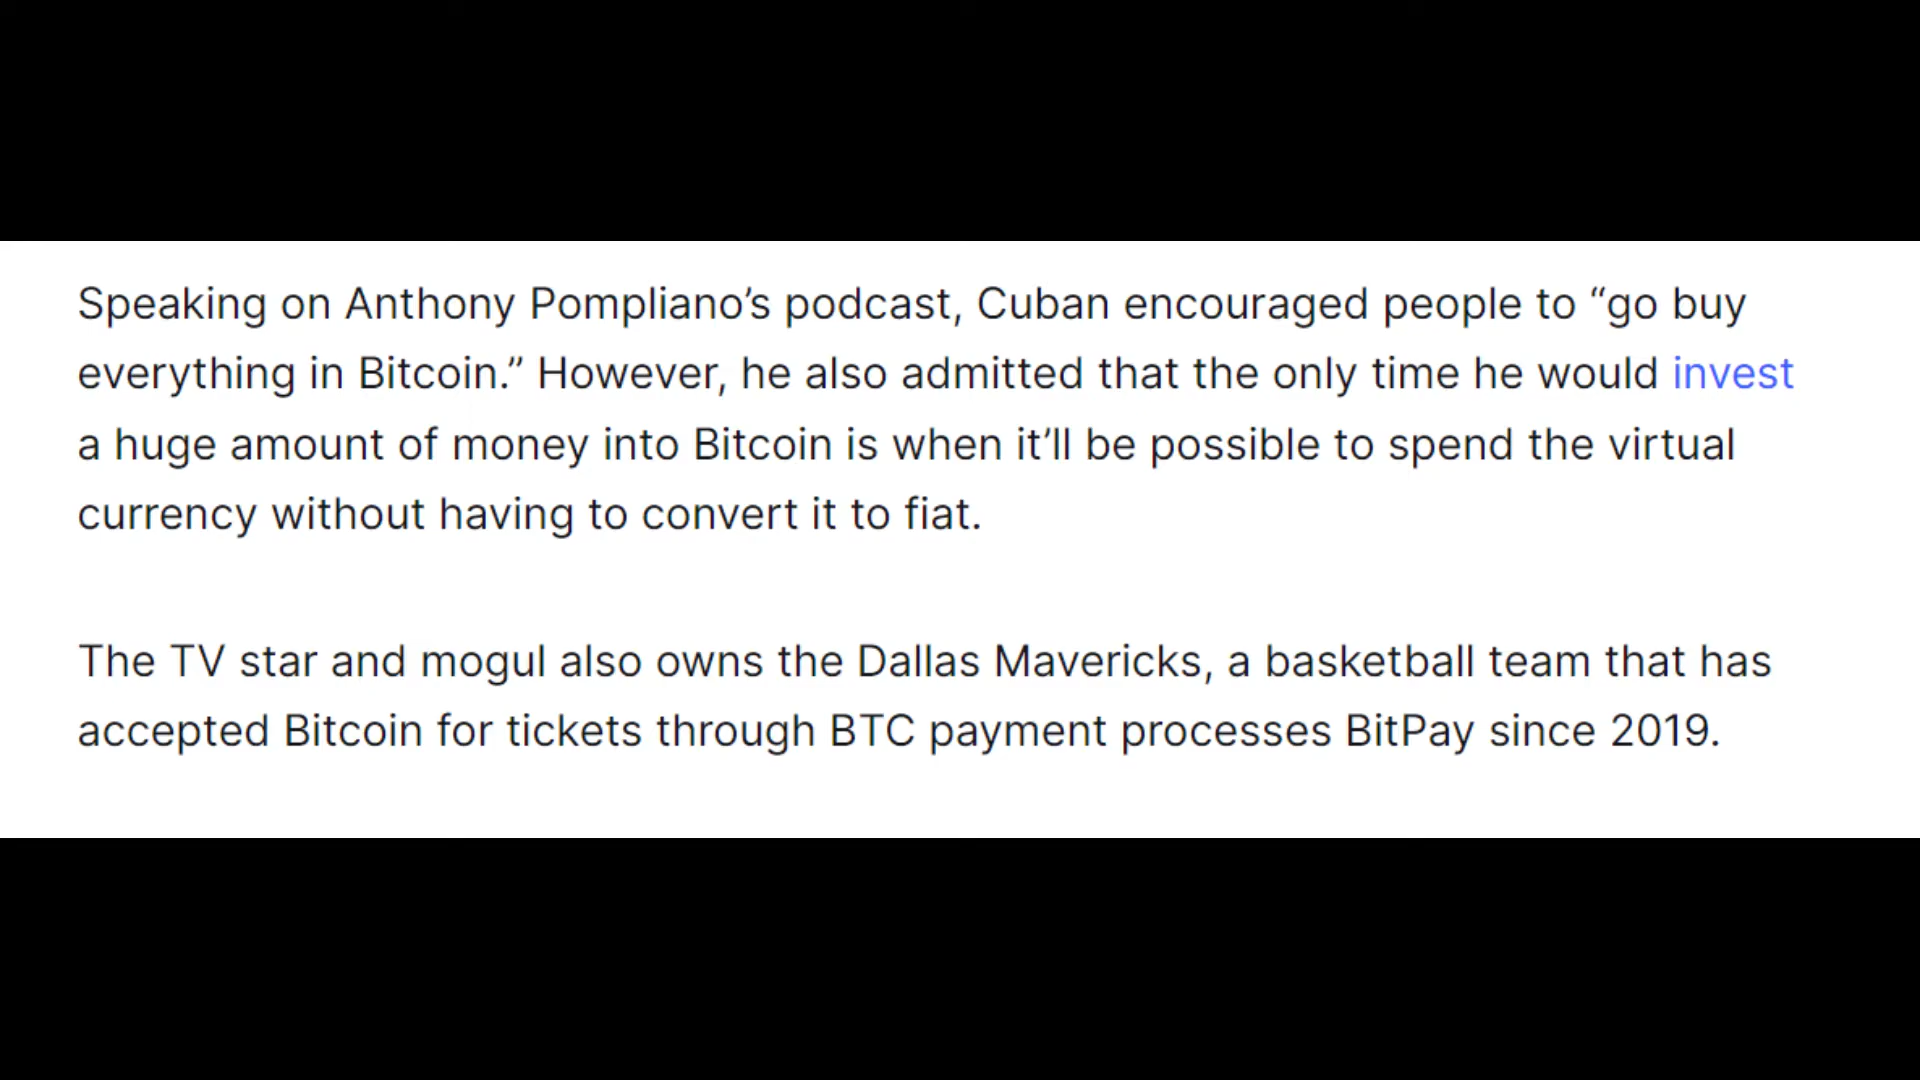 Speaking on Anthony Pompliano’s podcast, Cuban encouraged people to “go buy
everything in Bitcoin.” However, he also admitted that the only time he would invest
a huge amount of money into Bitcoin is when it’ll be possible to spend the virtual
currency without having to convert it to fiat.
The TV star and mogul also owns the Dallas Mavericks, a basketball team that has
accepted Bitcoin for tickets through BTC payment processes BitPay since 2019.